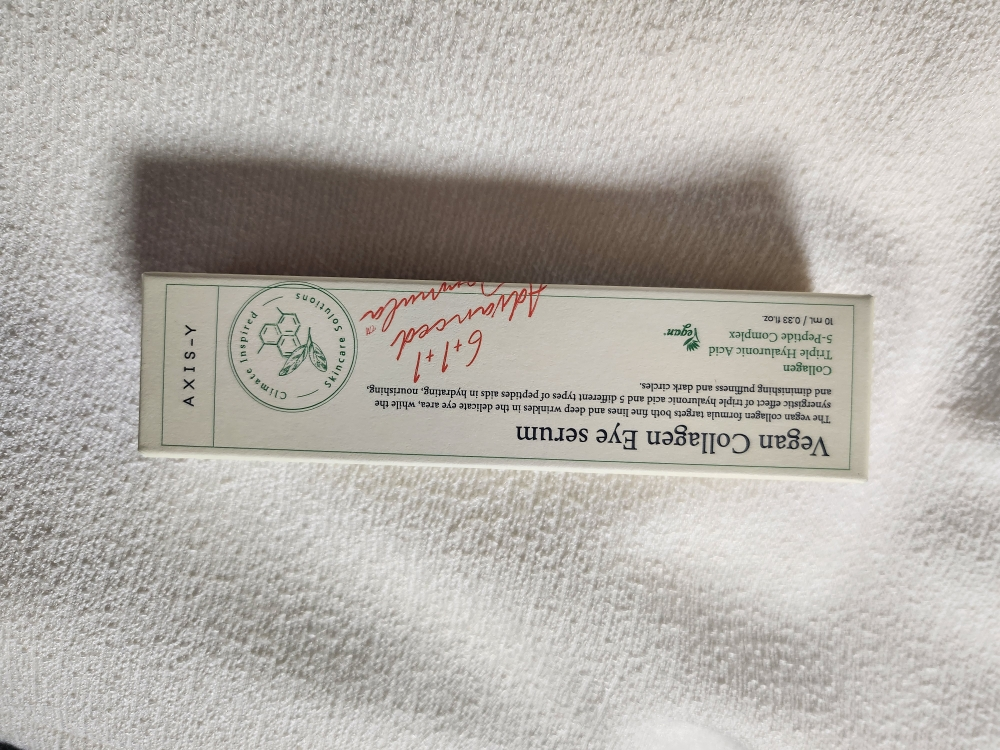 Vegan Collagen Eye serum
The vegan collagen formula targets both fine lines and deep wrinkles in the delicate eye area, while the
synergistic effect of triple hyaluronic acid and 5 different types of peptides aids in hydrating, nourishing,
and diminishing puffiness and dark circles.
Collagen
Triple Hyaluronic Acid
5-Peptide Complex
10 mL / 0.33 fl.oz.
Vegan
6+1+1
Advanced
Formula™
Climate Inspired
Skincare Solutions
AXIS-Y